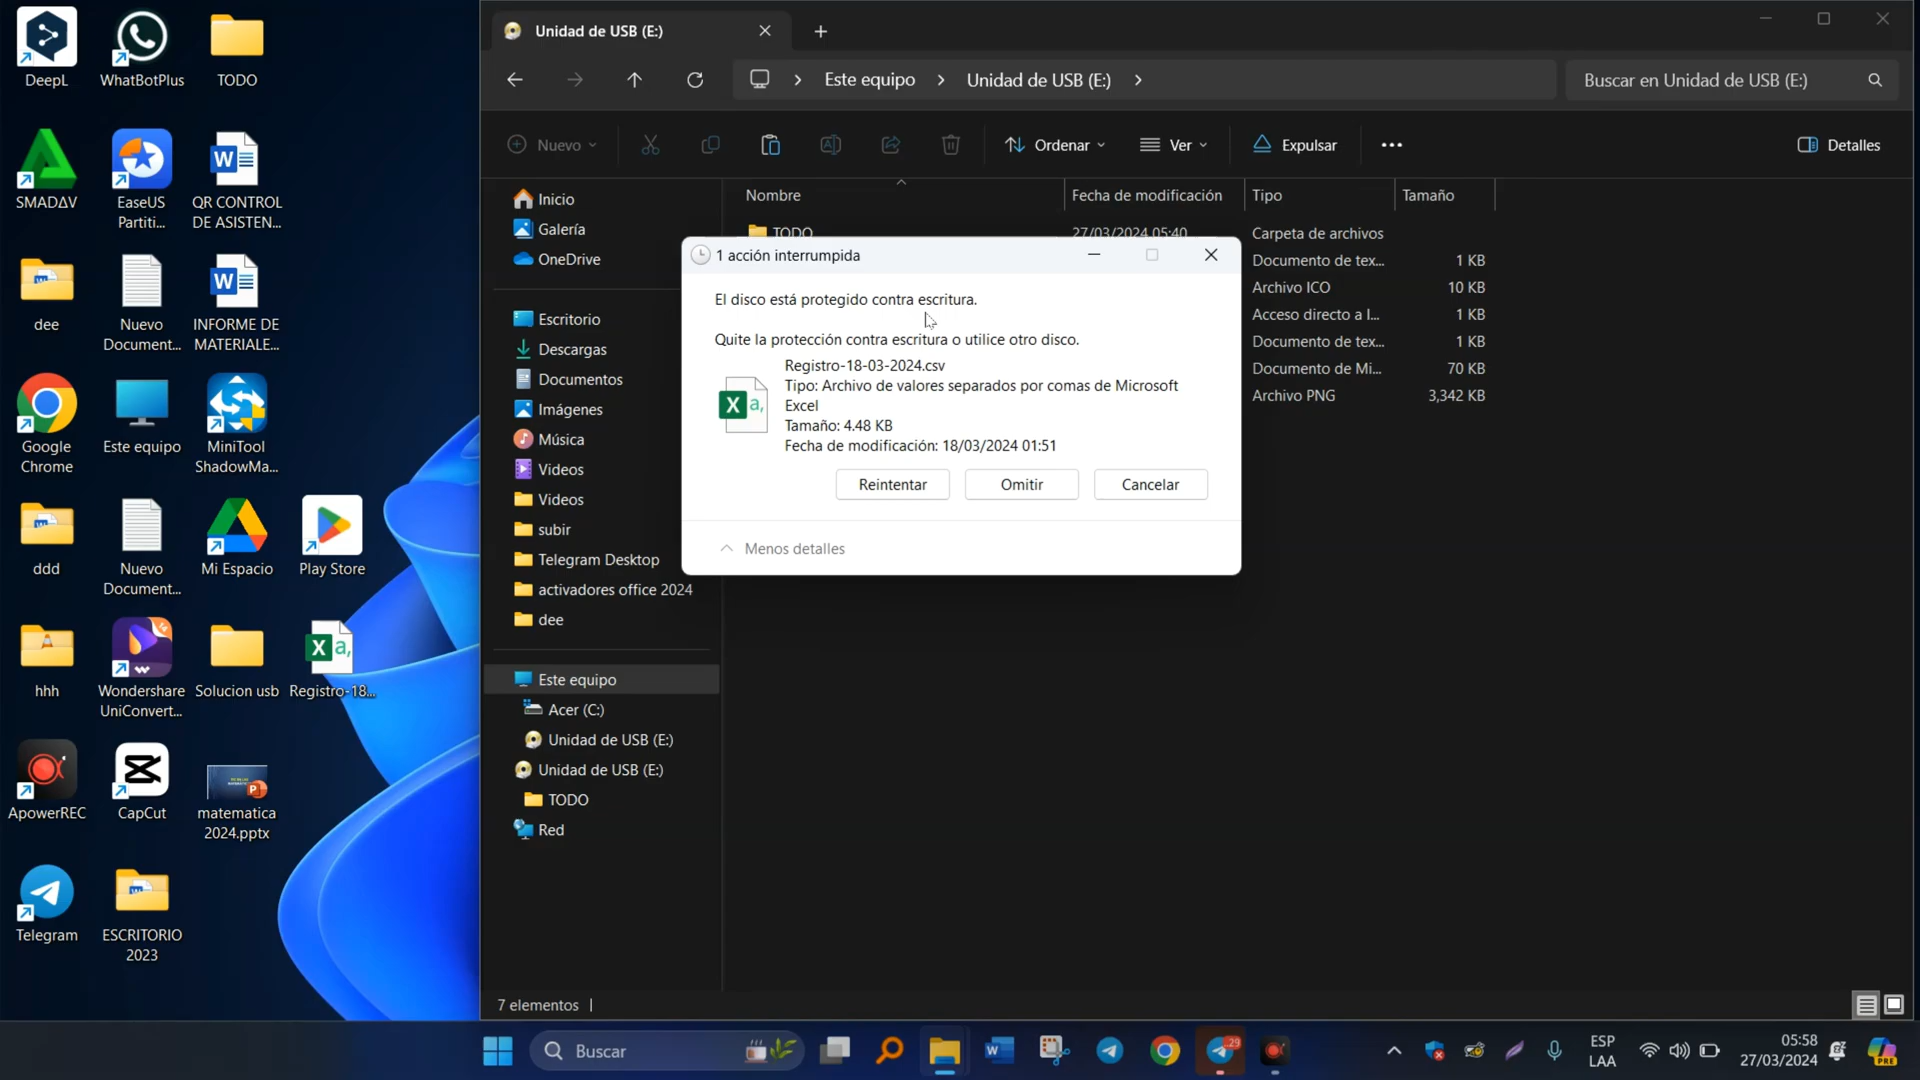 DeepL
WhatBotPlus
TODO
SMADΔV
EaseUS
Partiti...
QR CONTROL
DE ASISTEN...
dee
Nuevo
Document...
INFORME DE
MATERIALE...
Google
Chrome
Este equipo
MiniTool
ShadowMa...
ddd
Nuevo
Document...
Mi Espacio
Play Store
hhh
Wondershare
UniConvert...
Solucion usb
Registro-18...
ApowerREC
CapCut
matematica
2024.pptx
Telegram
ESCRITORIO
2023
Unidad de USB (E:)
Este equipo
Unidad de USB (E:)
Buscar en Unidad de USB (E:)
Nuevo
Ordenar
Ver
Expulsar
Detalles
Inicio
Galería
OneDrive
Escritorio
Descargas
Documentos
Imágenes
Música
Videos
Videos
subir
Telegram Desktop
activadores office 2024
dee
Este equipo
Acer (C:)
Unidad de USB (E:)
Unidad de USB (E:)
TODO
Red
Nombre
Fecha de modificación
Tipo
Tamaño
TODO
27/03/2024 05:40
Carpeta de archivos
Documento de tex...
1 KB
Archivo ICO
10 KB
Acceso directo a l...
1 KB
Documento de tex...
1 KB
Documento de Mi...
70 KB
Archivo PNG
3,342 KB
1 acción interrumpida
El disco está protegido contra escritura.
Quite la protección contra escritura o utilice otro disco.
Registro-18-03-2024.csv
Tipo: Archivo de valores separados por comas de Microsoft
Excel
Tamaño: 4.48 KB
Fecha de modificación: 18/03/2024 01:51
Reintentar
Omitir
Cancelar
Menos detalles
7 elementos
Buscar
29
ESP
LAA
05:58
27/03/2024
PRE